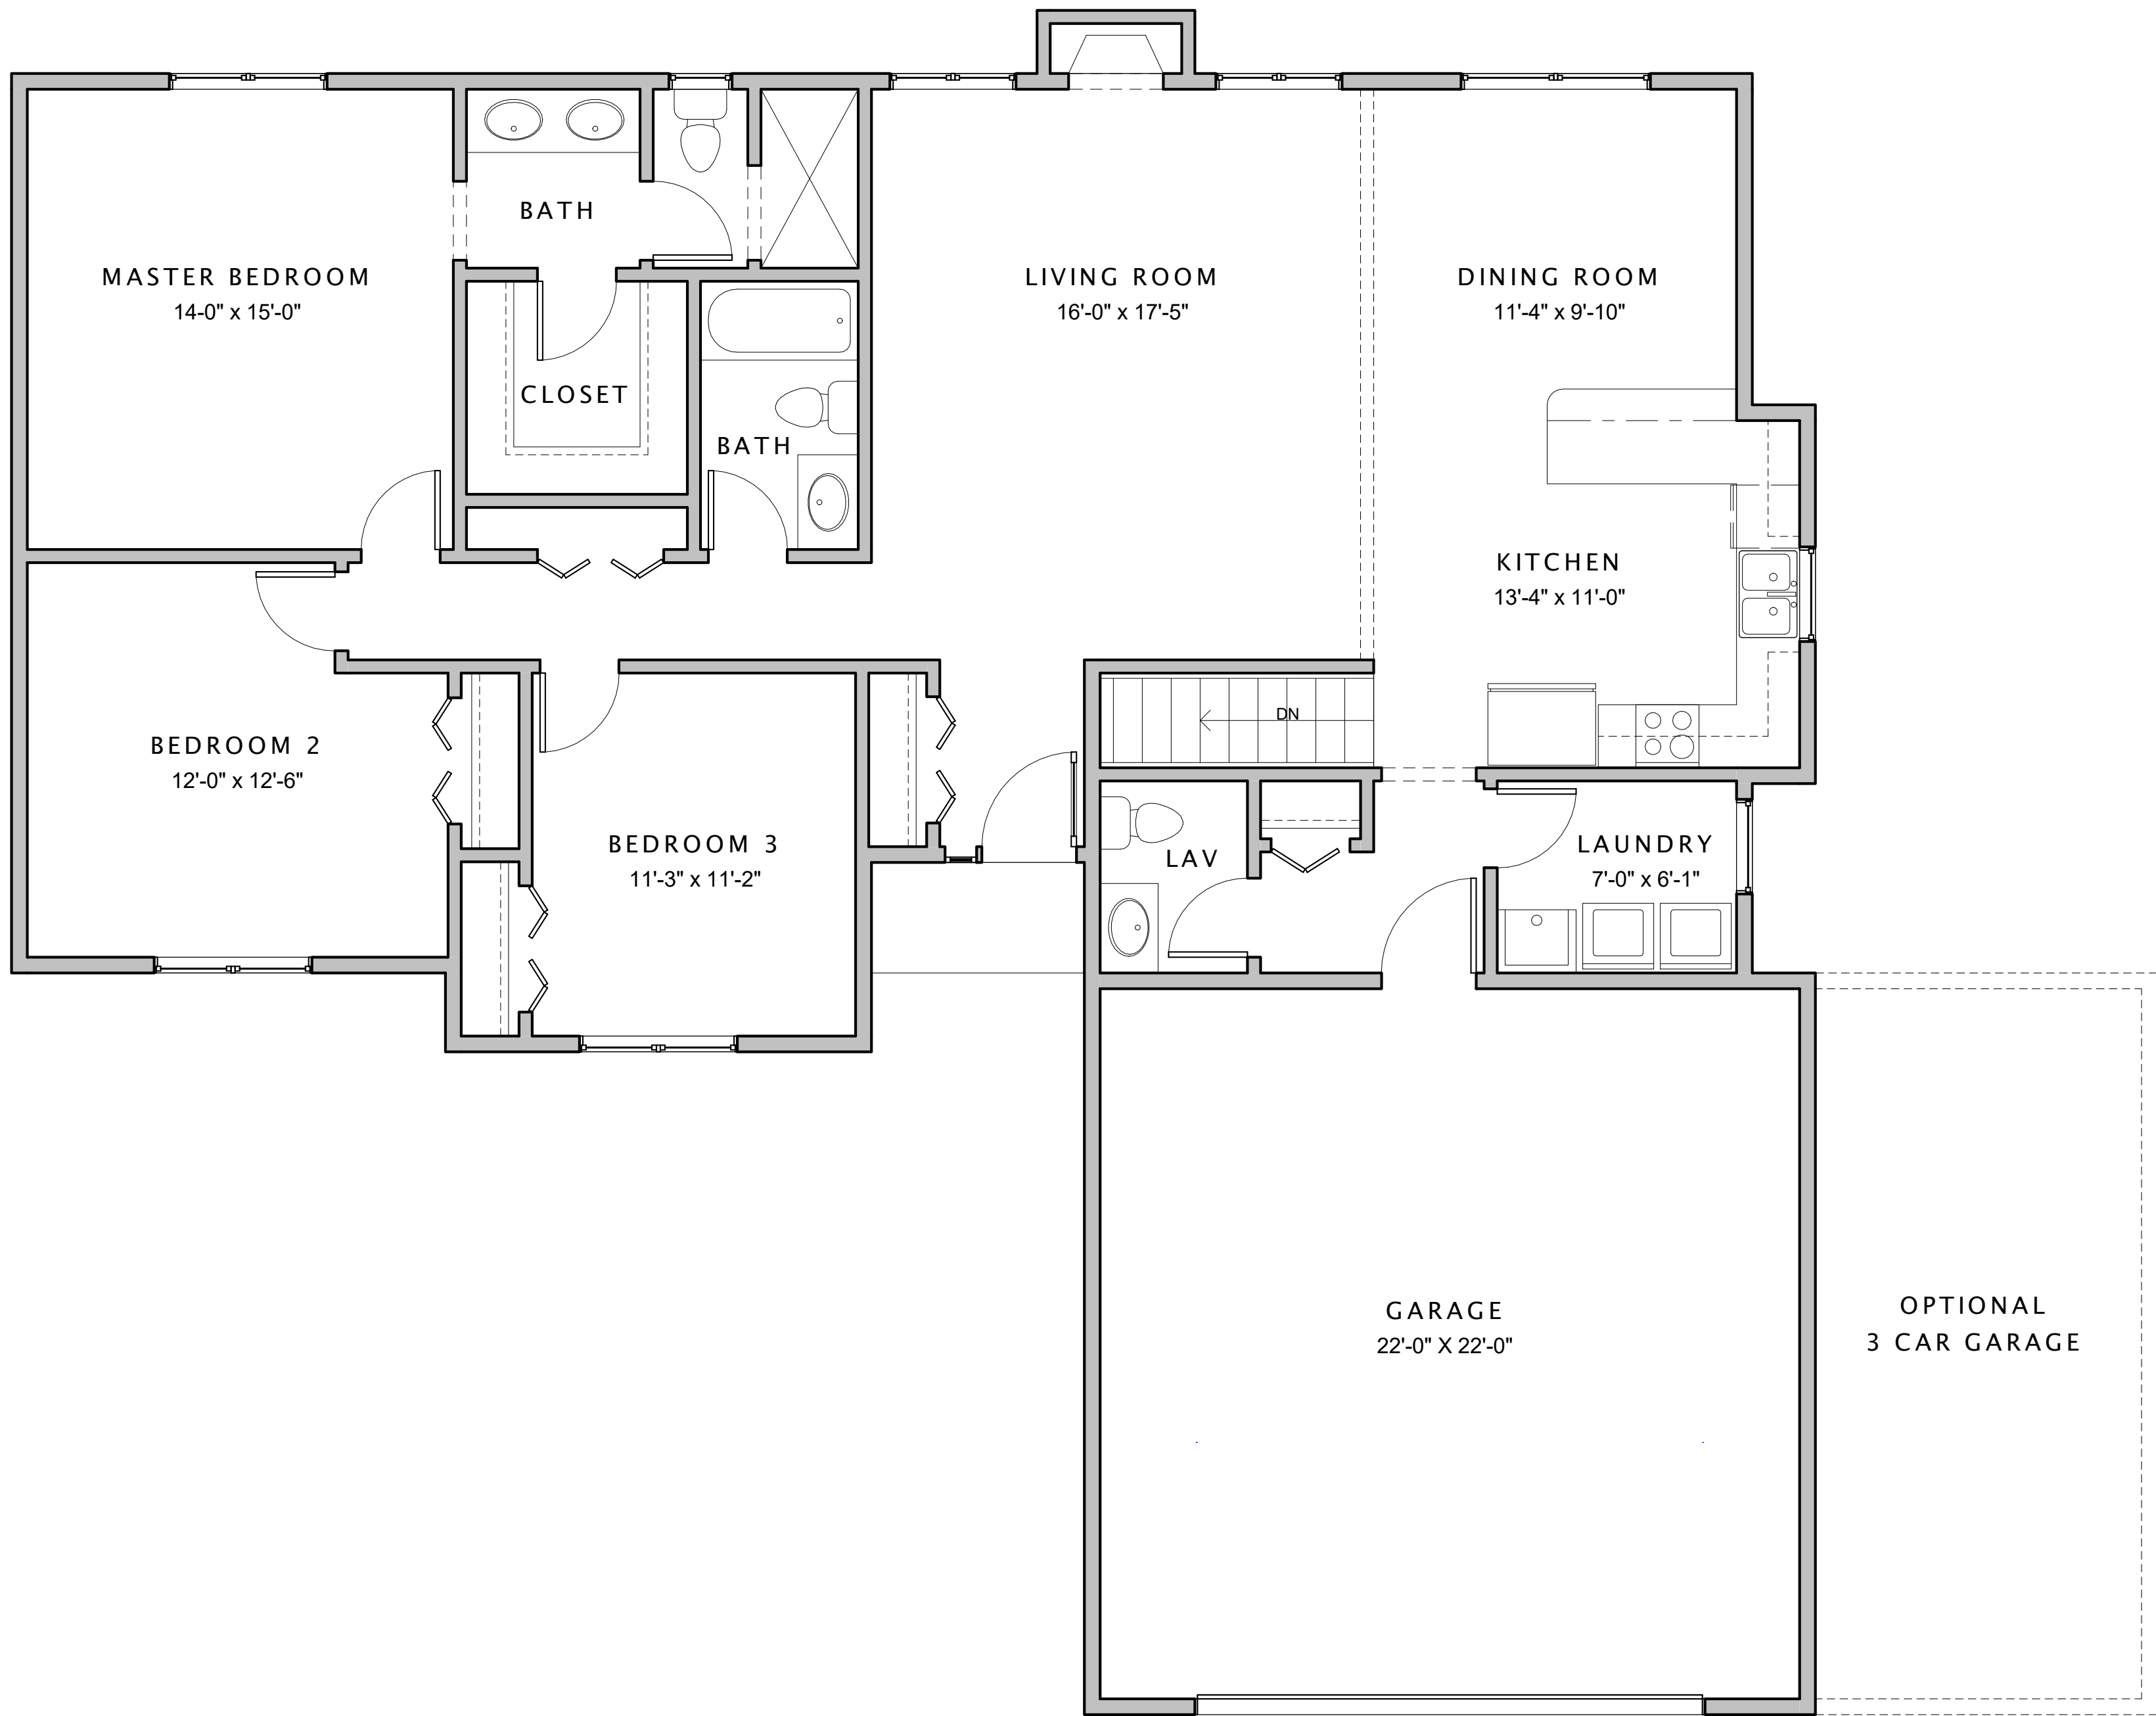 BATH
MASTER BEDROOM
14-0" x 15'-0"
LIVING ROOM
16'-0" x 17'-5"
DINING ROOM
11'-4" x 9'-10"
CLOSET
BATH
KITCHEN
13'-4" x 11'-0"
DN
BEDROOM 2
12'-0" x 12'-6"
BEDROOM 3
11'-3" x 11'-2"
LAV
LAUNDRY
7'-0" x 6'-1"
GARAGE
22'-0" X 22'-0"
OPTIONAL
3 CAR GARAGE